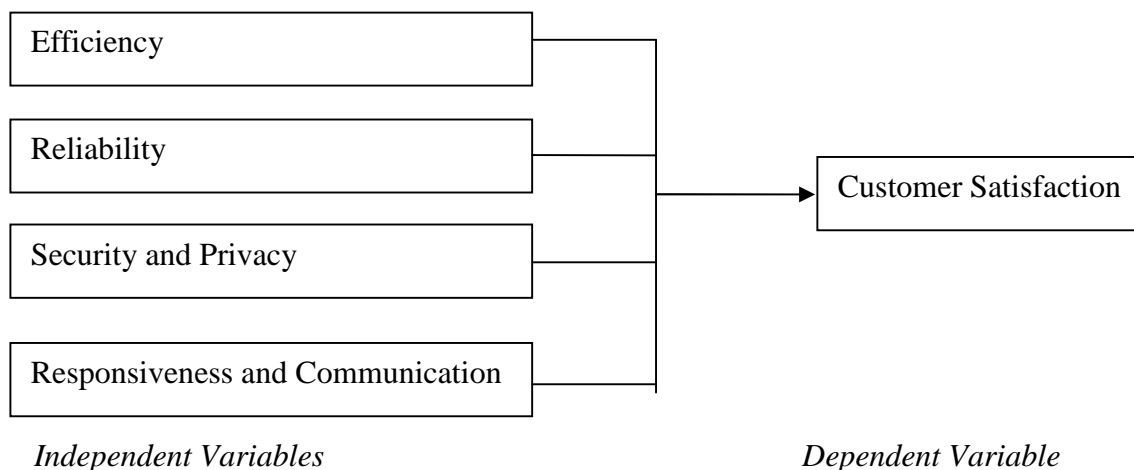 Efficiency
Reliability
Customer Satisfaction
Security and Privacy
Responsiveness and Communication
Independent Variables
Dependent Variable